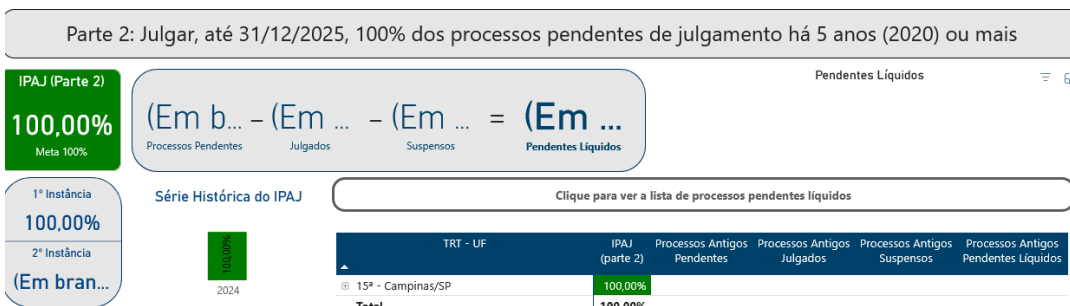 Parte 2: Julgar, até 31/12/2025, 100% dos processos pendentes de julgamento há 5 anos (2020) ou mais
IPAJ (Parte 2)
100,00%
Meta 100%
(Em b... – (Em ... – (Em ... = (Em ...
Processos Pendentes Julgados Suspensos Pendentes Líquidos
Pendentes Líquidos
1ª Instância
100,00%
2ª Instância
(Em bran...
Série Histórica do IPAJ
100,00%
2024
Clique para ver a lista de processos pendentes líquidos
TRT - UF IPAJ (parte 2) Processos Antigos Pendentes Processos Antigos Julgados Processos Antigos Suspensos Processos Antigos Pendentes Líquidos
15ª - Campinas/SP 100,00%
Total 100,00%